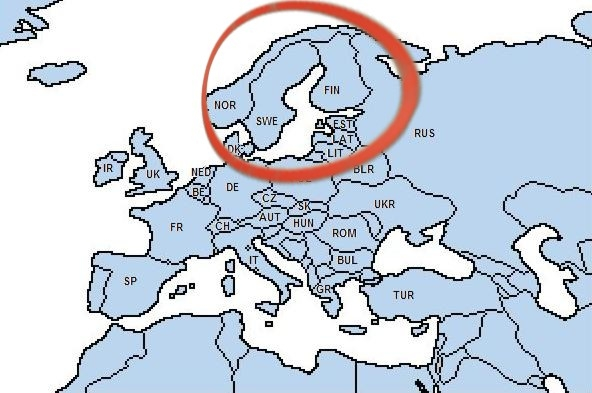 NOR
FIN
SWE
EST
RUS
LAT
DK
LIT
IR
UK
NED
BLR
BE
DE
CZ
SK
UKR
AUT
FR
CH
HUN
ROM
IT
BUL
SP
GR
TUR